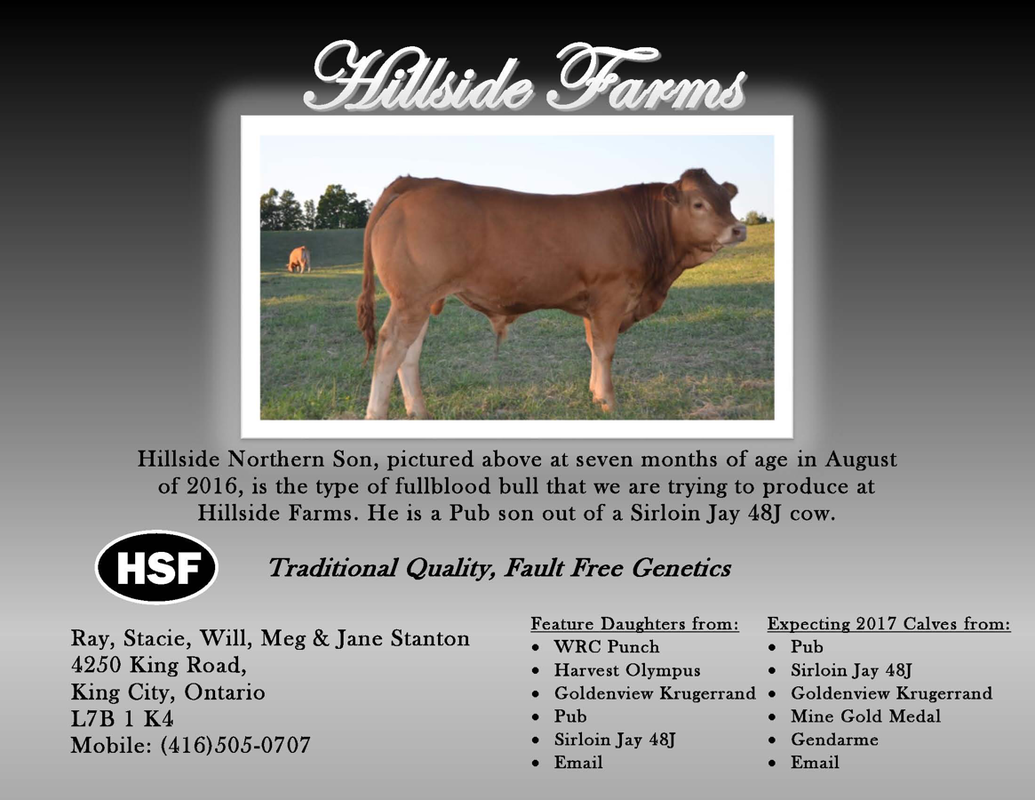 Hillside Farms
Hillside Northern Son, pictured above at seven months of age in August
of 2016, is the type of fullblood bull that we are trying to produce at
Hillside Farms. He is a Pub son out of a Sirloin Jay 48J cow.
HSF
Traditional Quality, Fault Free Genetics
Ray, Stacie, Will, Meg & Jane Stanton
4250 King Road,
King City, Ontario
L7B 1 K4
Mobile: (416)505-0707
Feature Daughters from:
• WRC Punch
• Harvest Olympus
• Goldenview Krugerrand
• Pub
• Sirloin Jay 48J
• Email
Expecting 2017 Calves from:
• Pub
• Sirloin Jay 48J
• Goldenview Krugerrand
• Mine Gold Medal
• Gendarme
• Email